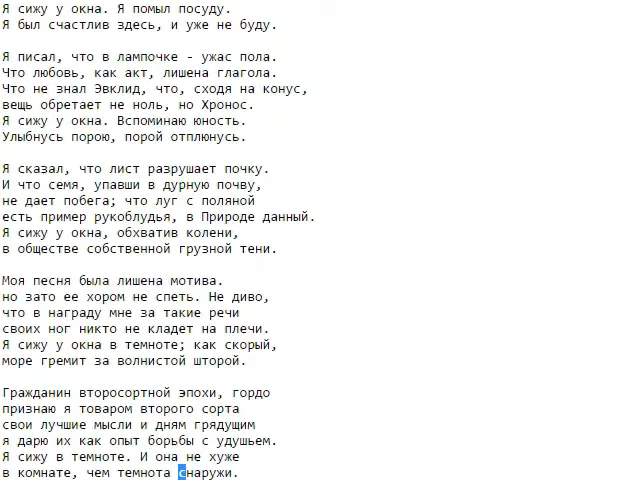 Я сижу у окна. Я помыл посуду.
Я был счастлив здесь, и уже не буду.

Я писал, что в лампочке - ужас пола.
Что любовь, как акт, лишена глагола.
Что не знал Эвклид, что, сходя на конус,
вещь обретает не ноль, но Хронос.
Я сижу у окна. Вспоминаю юность.
Улыбнусь порою, порой отплюнусь.

Я сказал, что лист разрушает почку.
И что семя, упавши в дурную почву,
не дает побега; что луг с поляной
есть пример рукоблудья, в Природе данный.
Я сижу у окна, обхватив колени,
в обществе собственной грузной тени.

Моя песня была лишена мотива.
но зато ее хором не спеть. Не диво,
что в награду мне за такие речи
своих ног никто не кладет на плечи.
Я сижу у окна в темноте; как скорый,
море гремит за волнистой шторой.

Гражданин второсортной эпохи, гордо
признаю я товаром второго сорта
свои лучшие мысли и дням грядущим
я дарю их как опыт борьбы с удушьем.
Я сижу в темноте. И она не хуже
в комнате, чем темнота снаружи.